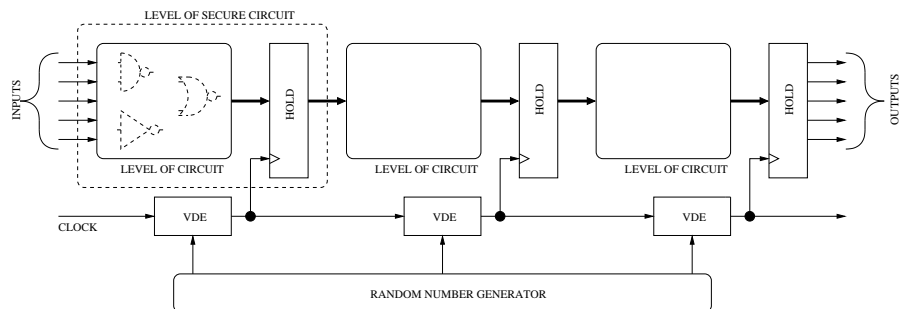 LEVEL OF SECURE CIRCUIT
INPUTS
HOLD
HOLD
HOLD
OUTPUTS
LEVEL OF CIRCUIT
LEVEL OF CIRCUIT
LEVEL OF CIRCUIT
CLOCK
VDE
VDE
VDE
RANDOM NUMBER GENERATOR